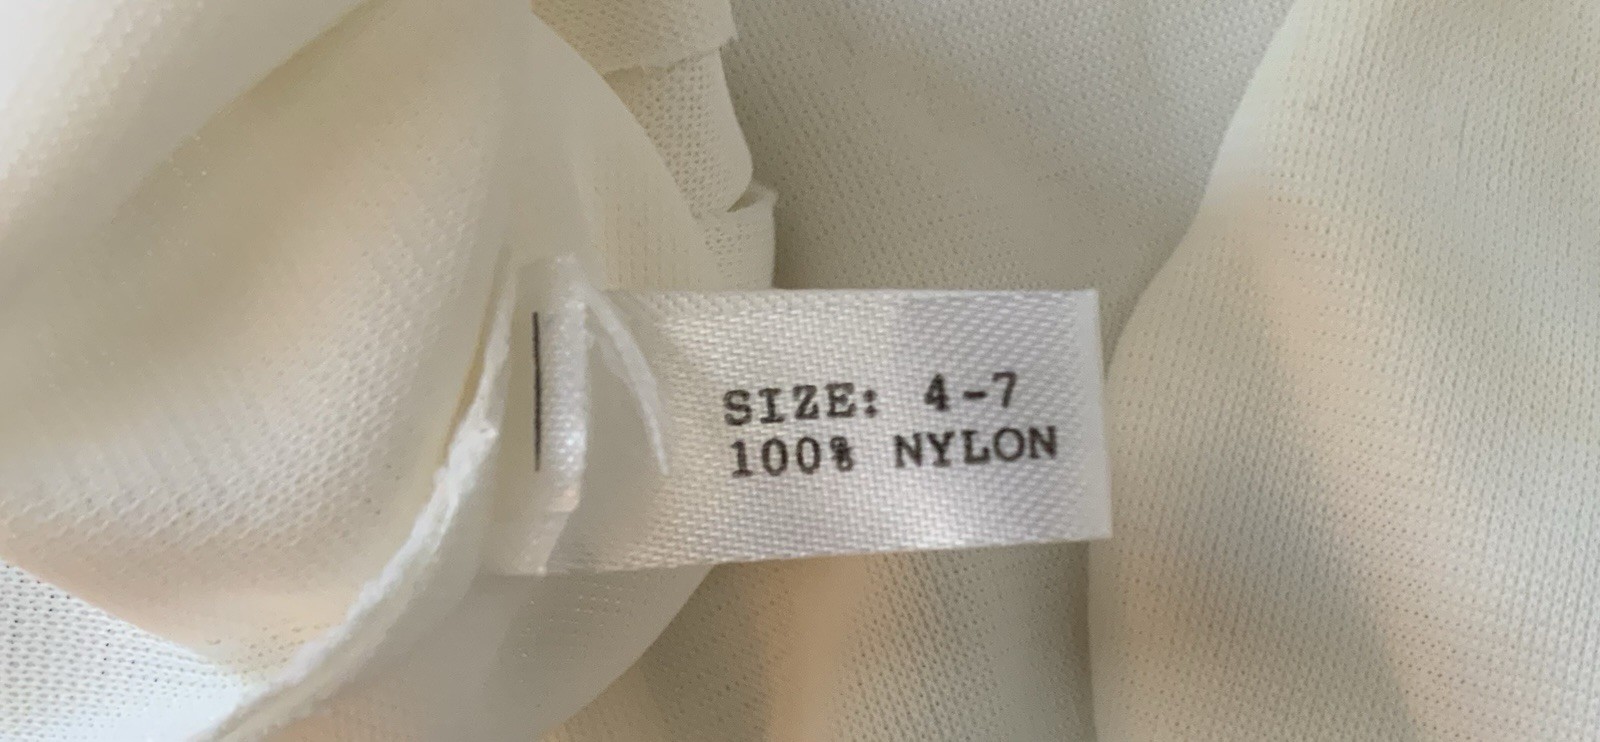 SIZE: 4-7
100% NYLON